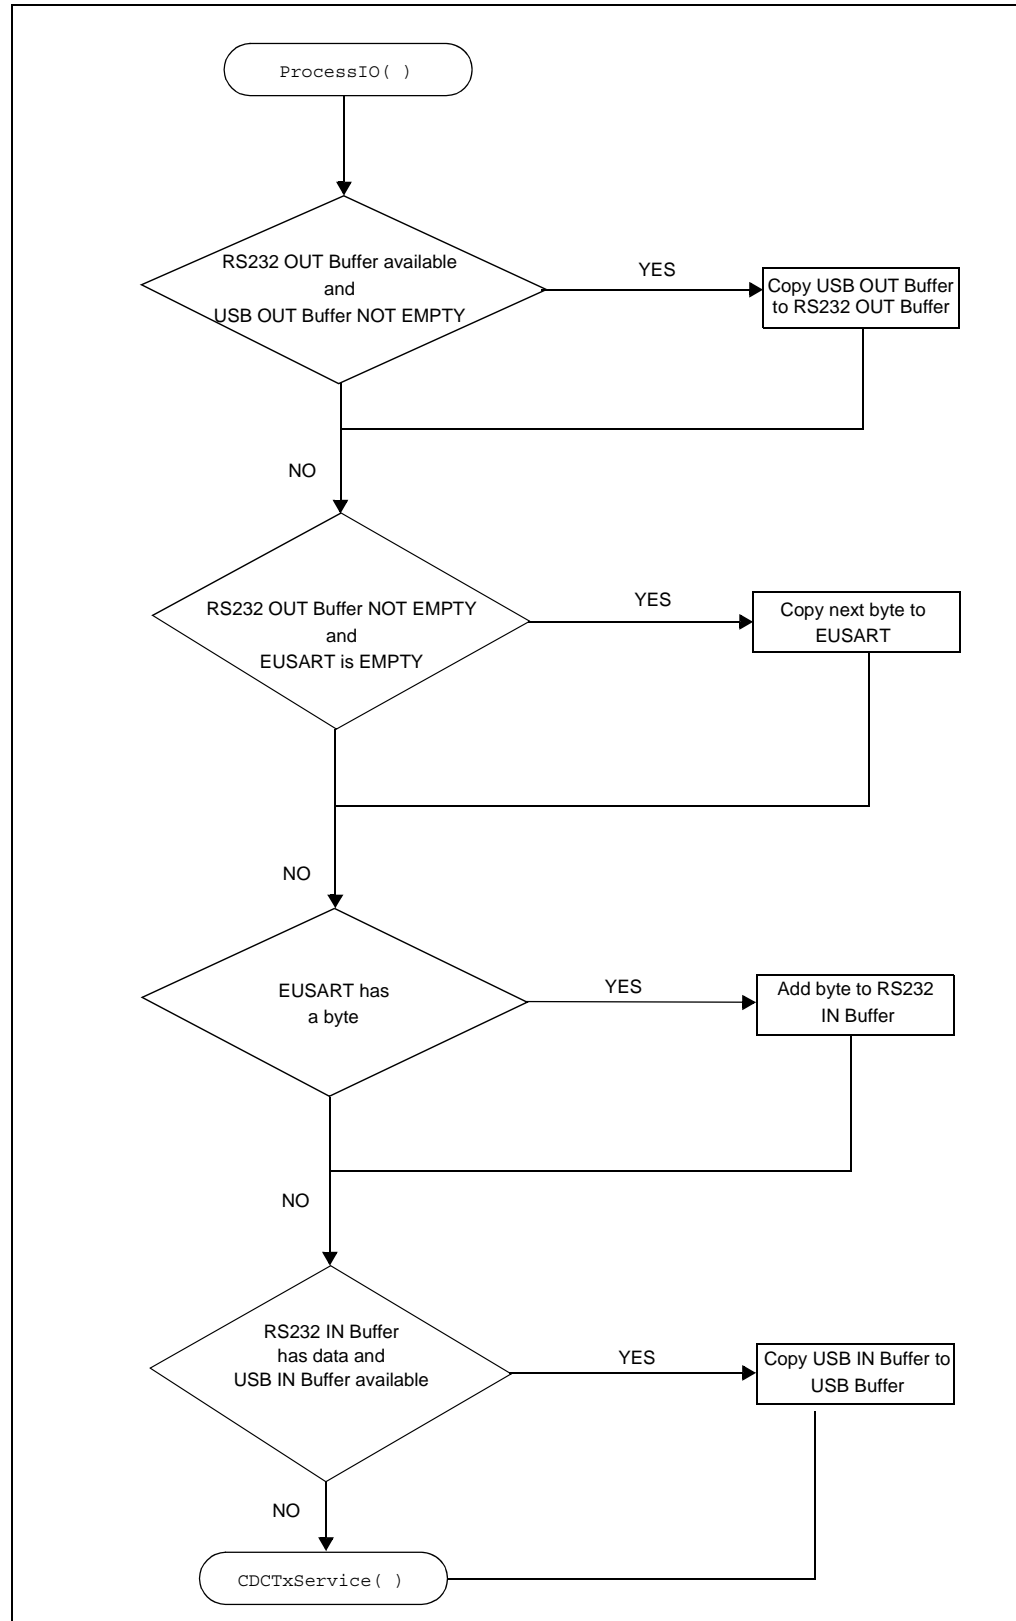 ProcessIO( )
RS232 OUT Buffer available
and
USB OUT Buffer NOT EMPTY
YES
Copy USB OUT Buffer
to RS232 OUT Buffer
NO
RS232 OUT Buffer NOT EMPTY
and
EUSART is EMPTY
YES
Copy next byte to
EUSART
NO
EUSART has
a byte
YES
Add byte to RS232
IN Buffer
NO
RS232 IN Buffer
has data and
USB IN Buffer available
YES
Copy USB IN Buffer to
USB Buffer
NO
CDCTxService( )